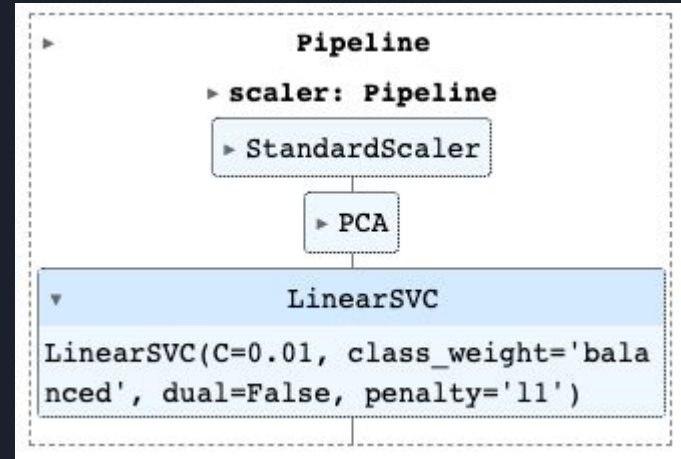 Pipeline
scaler: Pipeline
StandardScaler
PCA
LinearSVC
LinearSVC(C=0.01, class_weight='bala
nced', dual=False, penalty='l1')